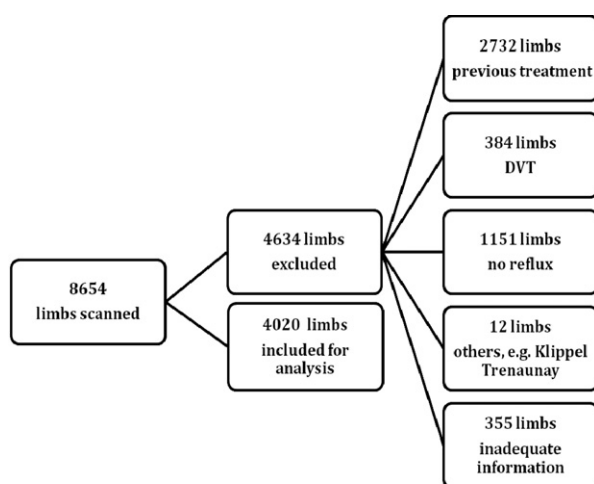 8654
limbs scanned
4634 limbs
excluded
4020 limbs
included for
analysis
2732 limbs
previous treatment
384 limbs
DVT
1151 limbs
no reflux
12 limbs
others, e.g. Klippel
Trenaunay
355 limbs
inadequate
information